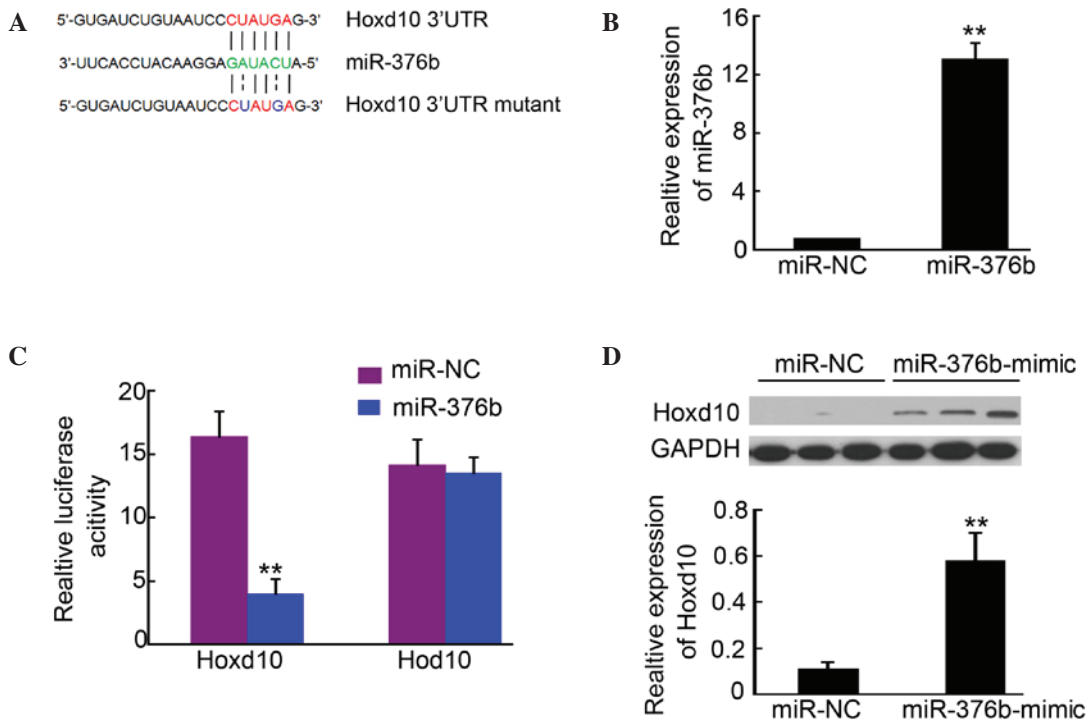 A
5'-GUGAUCUGUAAUCCCUAUGAG-3' Hoxd10 3'UTR
3'-UUCACCUACAAGGAGAUACUA-5' miR-376b
5'-GUGAUCUGUAAUCCCUAUGAG-3' Hoxd10 3'UTR mutant
B
Realtive expression
of miR-376b
16
12
8
4
0
**
miR-NC
miR-376b
C
miR-NC
miR-376b
Realtive luciferase
acitivity
20
15
10
5
0
**
Hoxd10
Hod10
D
miR-NC
miR-376b-mimic
Hoxd10
GAPDH
Realtive expression
of Hoxd10
0.8
0.6
0.4
0.2
0
**
miR-NC
miR-376b-mimic